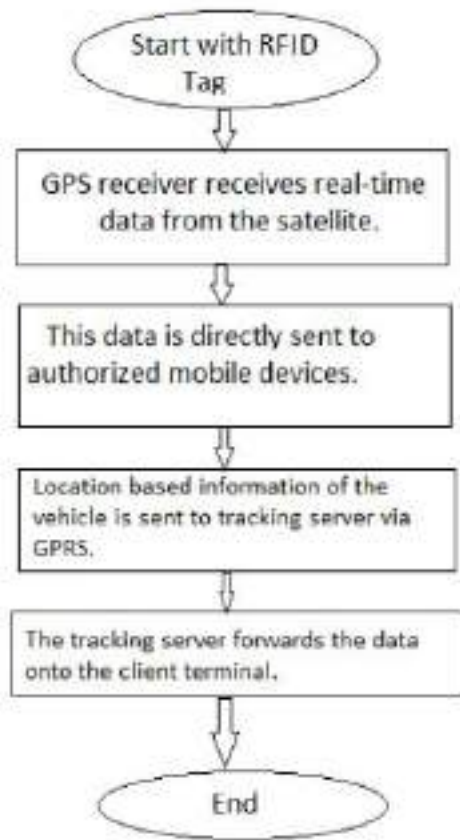 Start with RFID
Tag
GPS receiver receives real-time
data from the satellite.
This data is directly sent to
authorized mobile devices.
Location based information of the
vehicle is sent to tracking server via
GPRS.
The tracking server forwards the data
onto the client terminal.
End